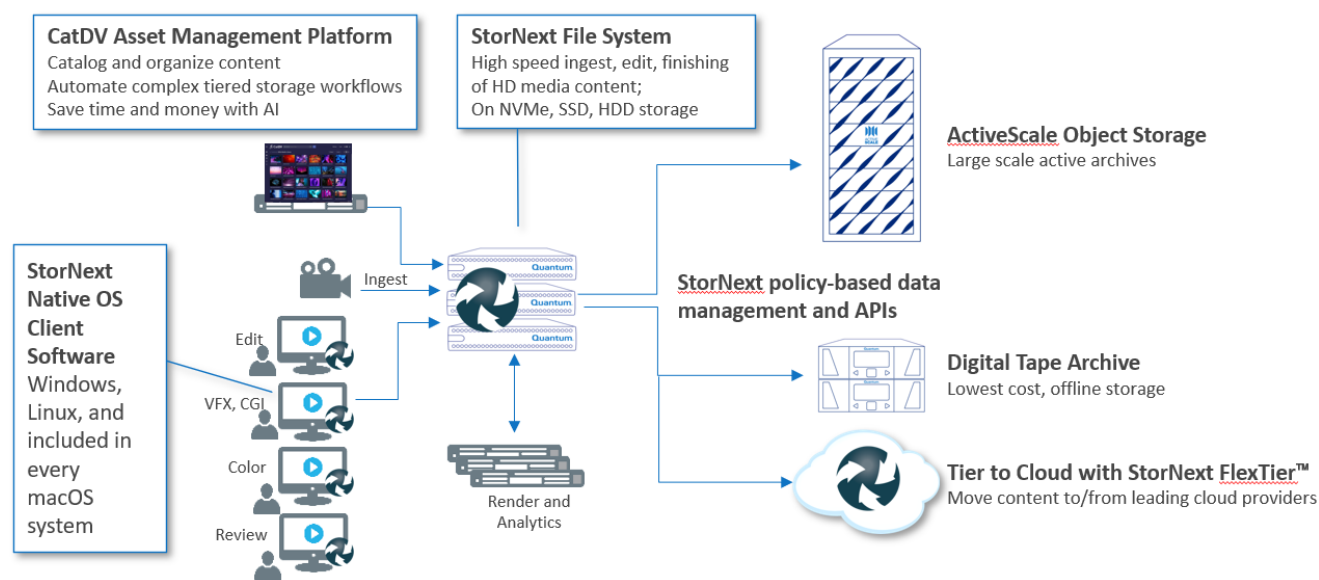 CatDV Asset Management Platform
Catalog and organize content
Automate complex tiered storage workflows
Save time and money with AI
StorNext File System
High speed ingest, edit, finishing
of HD media content;
On NVMe, SSD, HDD storage
ActiveScale Object Storage
Large scale active archives
StorNext
Native OS
Client
Software
Windows,
Linux, and
included in
every
macOS
system
Ingest
Edit
VFX, CGI
Color
Review
Quantum
Quantum
Quantum
Render and
Analytics
StorNext policy-based data
management and APIs
Digital Tape Archive
Lowest cost, offline storage
Tier to Cloud with StorNext FlexTier™
Move content to/from leading cloud providers